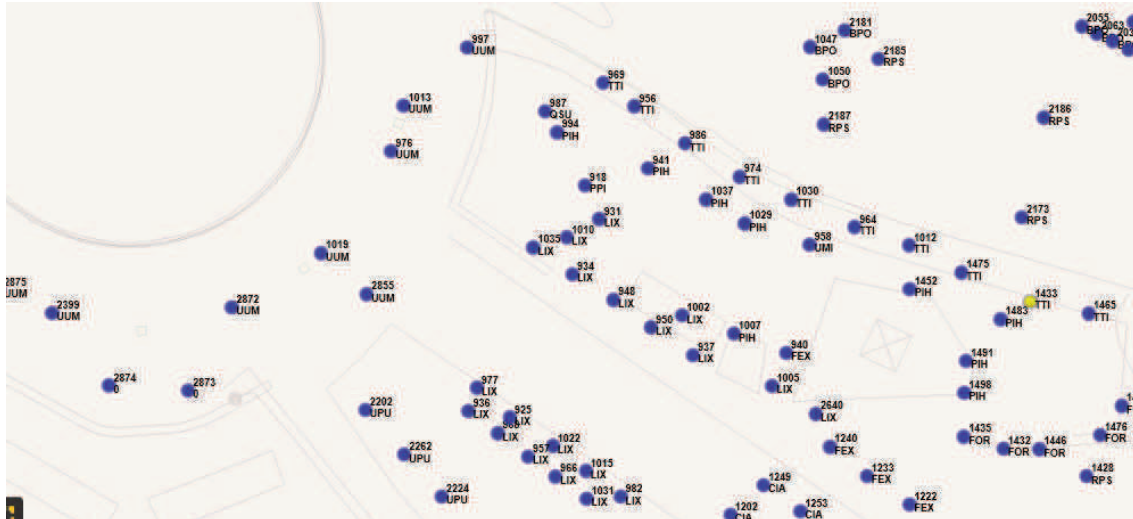 997
UUM
1013
UUM
976
UUM
987
QSU
994
PIH
969
TTI
956
TTI
986
TTI
941
PIH
974
TTI
1037
PIH
1029
PIH
1030
TTI
964
TTI
958
UMI
1012
TTI
918
PPI
931
LIX
1010
LIX
1035
LIX
934
LIX
948
LIX
950
LIX
1002
LIX
937
LIX
1007
PIH
940
FEX
1005
LIX
2181
BPO
1047
BPO
1050
BPO
2185
RPS
2187
RPS
2186
RPS
2173
RPS
2055
BPO
2063
1475
TTI
1452
PIH
1433
TTI
1483
PIH
1465
TTI
1491
PIH
1498
PIH
1435
FOR
1432
FOR
1446
FOR
1476
FOR
1428
RPS
2640
LIX
1240
FEX
1233
FEX
1222
FEX
1249
CIA
1253
CIA
1202
CIA
1019
UUM
2855
UUM
2872
UUM
2875
UUM
2399
UUM
2874
0
2873
0
2202
UPU
2262
UPU
2224
UPU
977
LIX
936
LIX
925
LIX
LIX
957
LIX
1022
LIX
966
LIX
1015
LIX
1031
LIX
982
LIX